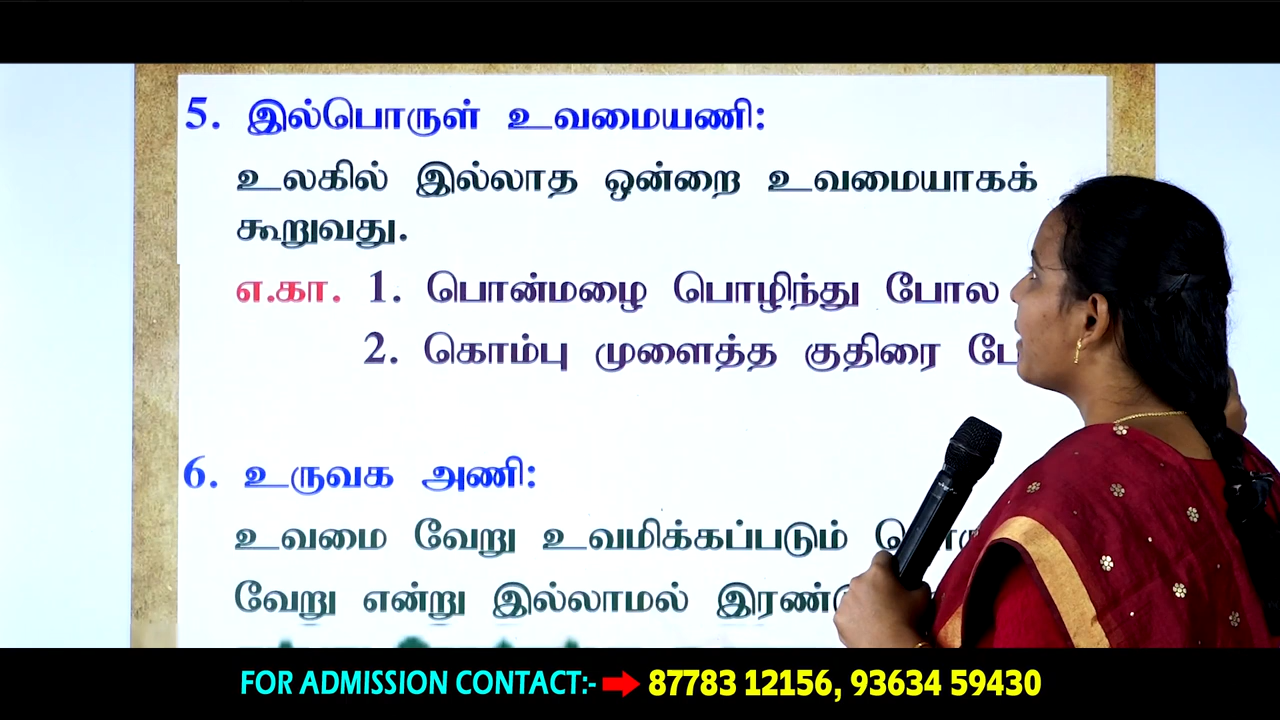 5. இல்பொருள் உவமையணி:
உலகில் இல்லாத ஒன்றை உவமையாகக்
கூறுவது.
எ.கா. 1. பொன்மழை பொழிந்து போல
2. கொம்பு முளைத்த குதிரை
6. உருவக அணி:
உவமை வேறு உவமிக்கப்படும்
வேறு என்று இல்லாமல்
FOR ADMISSION CONTACT:- 87783 12156, 93634 59430